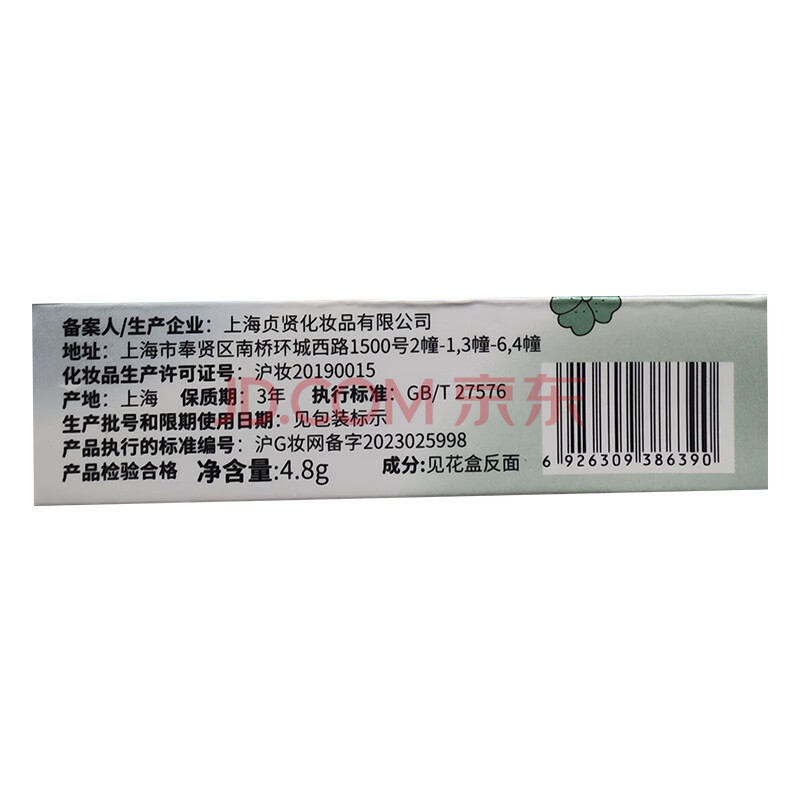 备案人/生产企业：上海贞贤化妆品有限公司
地址：上海市奉贤区南桥环城西路1500号2幢-1,3幢-6,4幢
化妆品生产许可证号：沪妆20190015
产地：上海 保质期：3年 执行标准：GB/T 27576
生产批号和限期使用日期：见包装标示
产品执行的标准编号：沪G妆网备字2023025998
产品检验合格 净含量:4.8g 成分:见花盒反面
6 926309 386390
JD.COM 京东